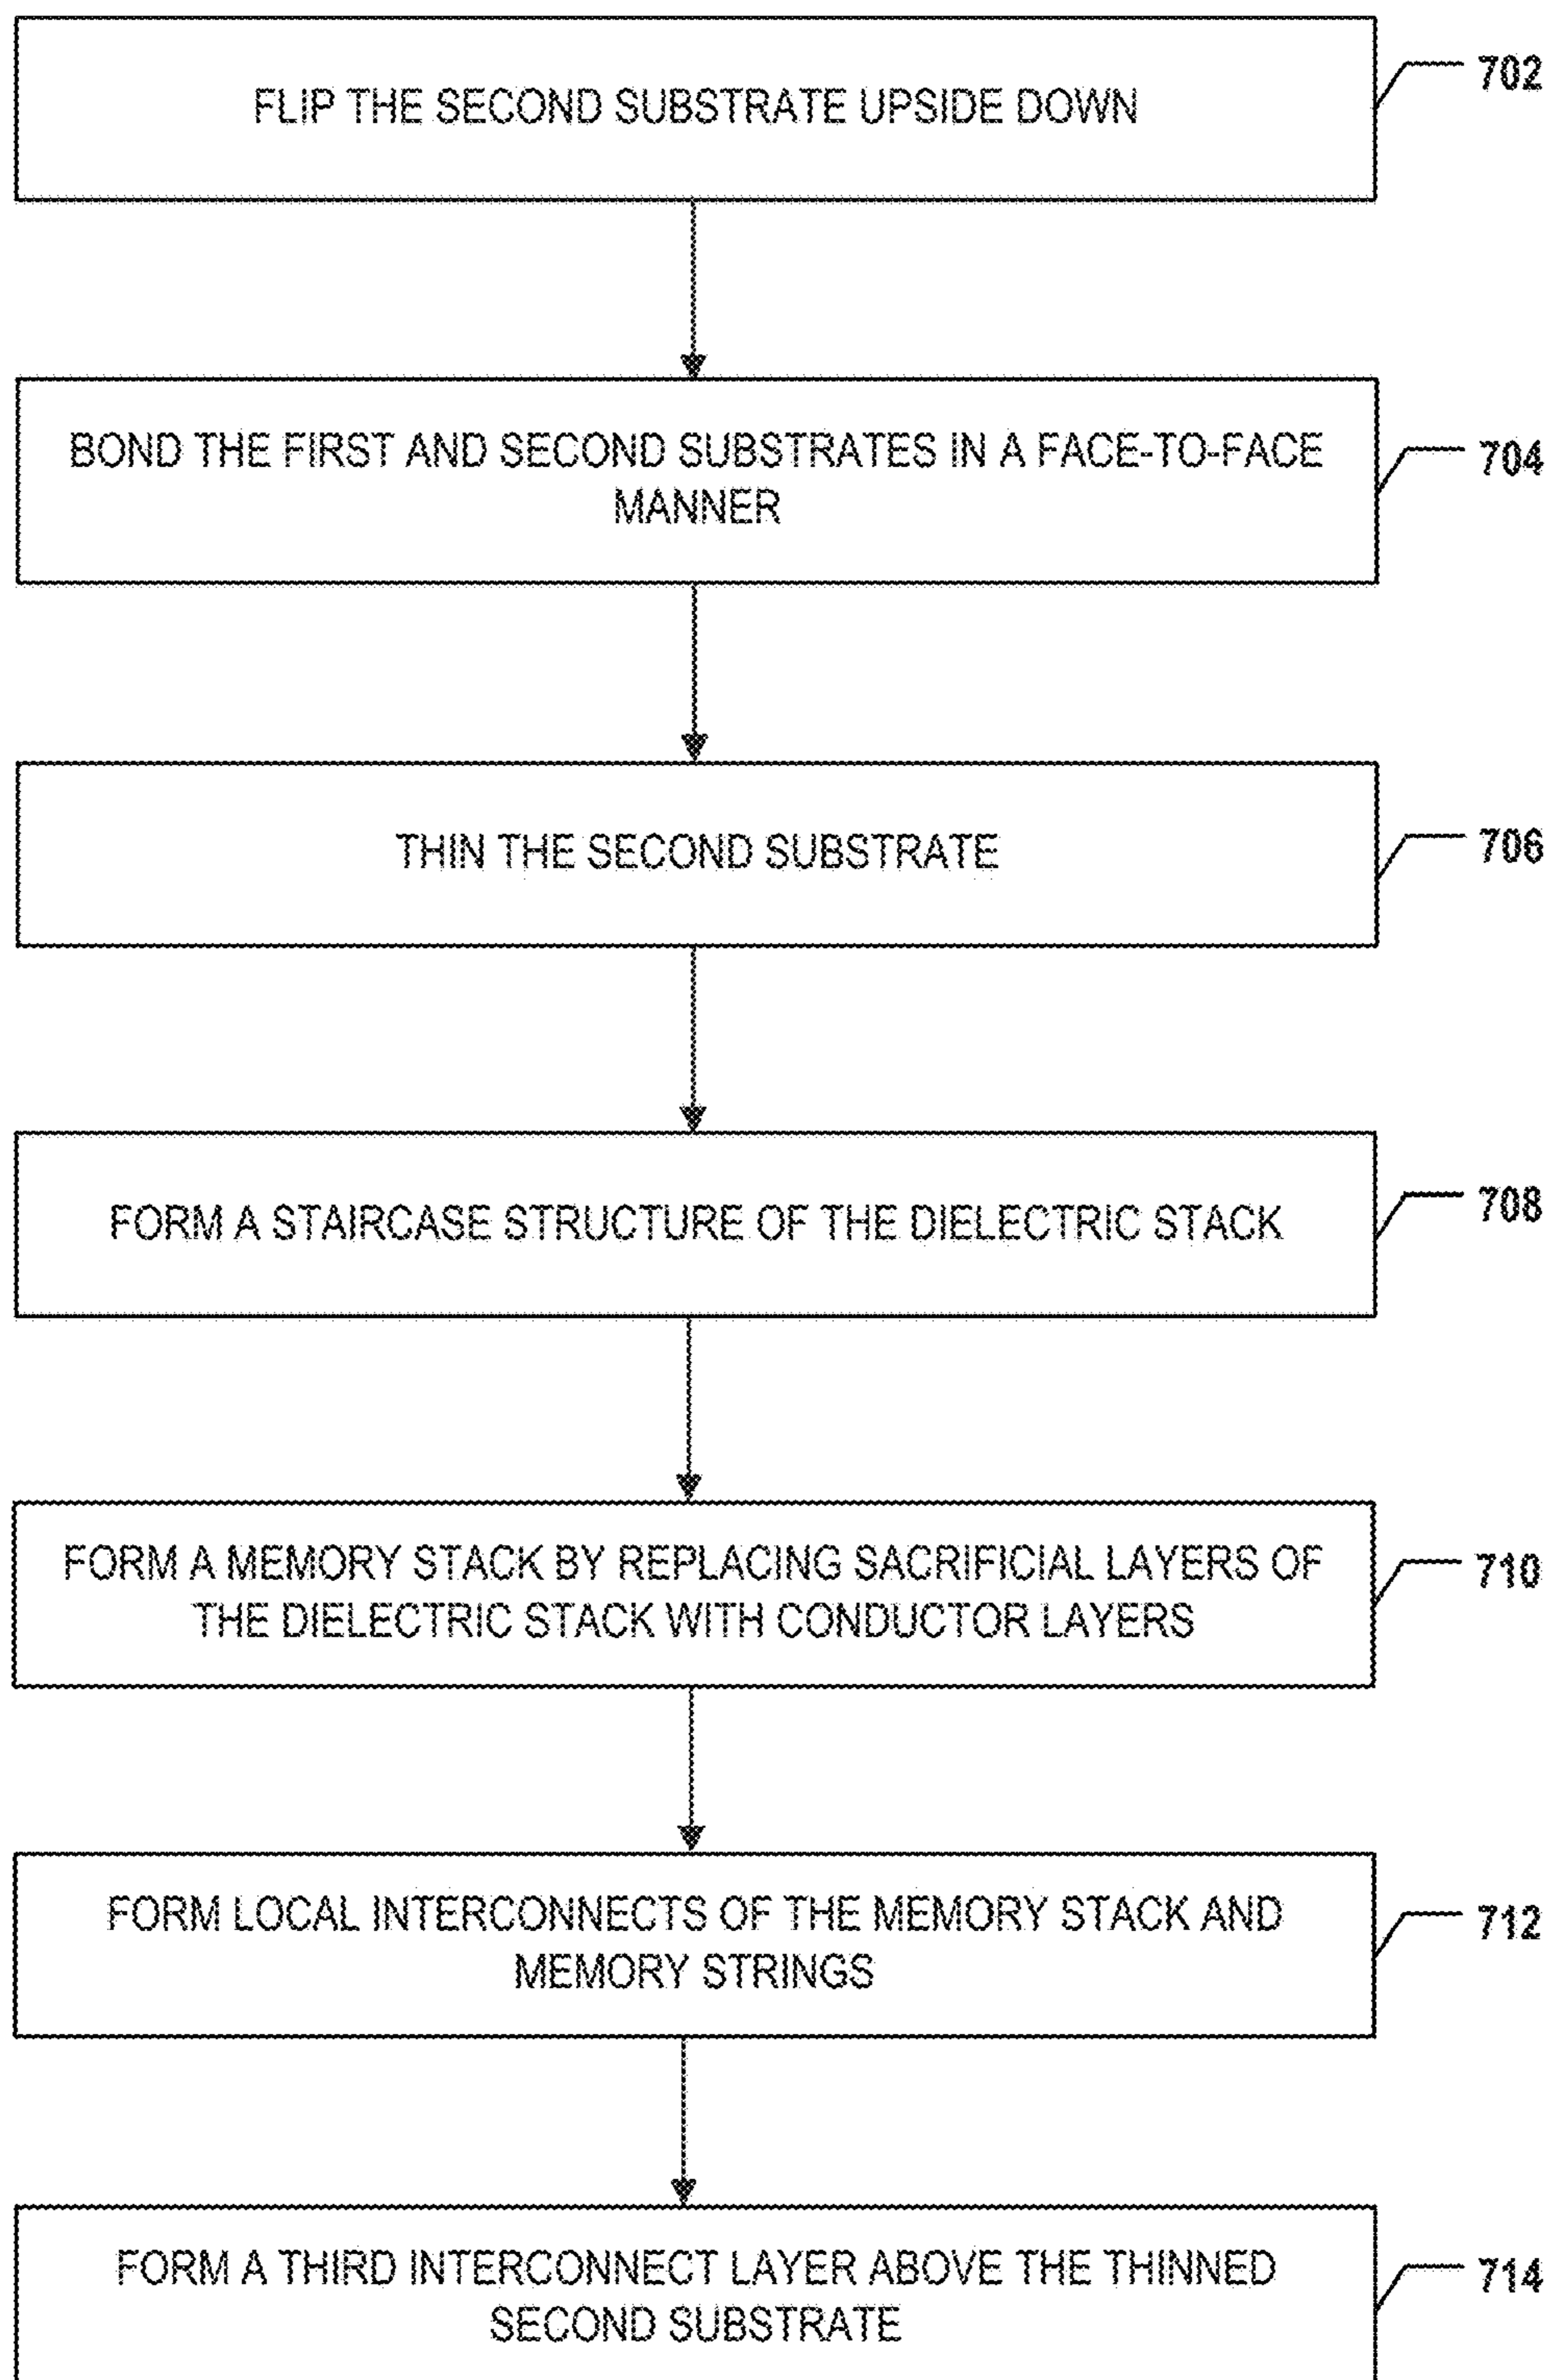 FLIP THE SECOND SUBSTRATE UPSIDE DOWN
702
BOND THE FIRST AND SECOND SUBSTRATES IN A FACE-TO-FACE
MANNER
704
THIN THE SECOND SUBSTRATE
706
FORM A STAIRCASE STRUCTURE OF THE DIELECTRIC STACK
708
FORM A MEMORY STACK BY REPLACING SACRIFICIAL LAYERS OF
THE DIELECTRIC STACK WITH CONDUCTOR LAYERS
710
FORM LOCAL INTERCONNECTS OF THE MEMORY STACK AND
MEMORY STRINGS
712
FORM A THIRD INTERCONNECT LAYER ABOVE THE THINNED
SECOND SUBSTRATE
714